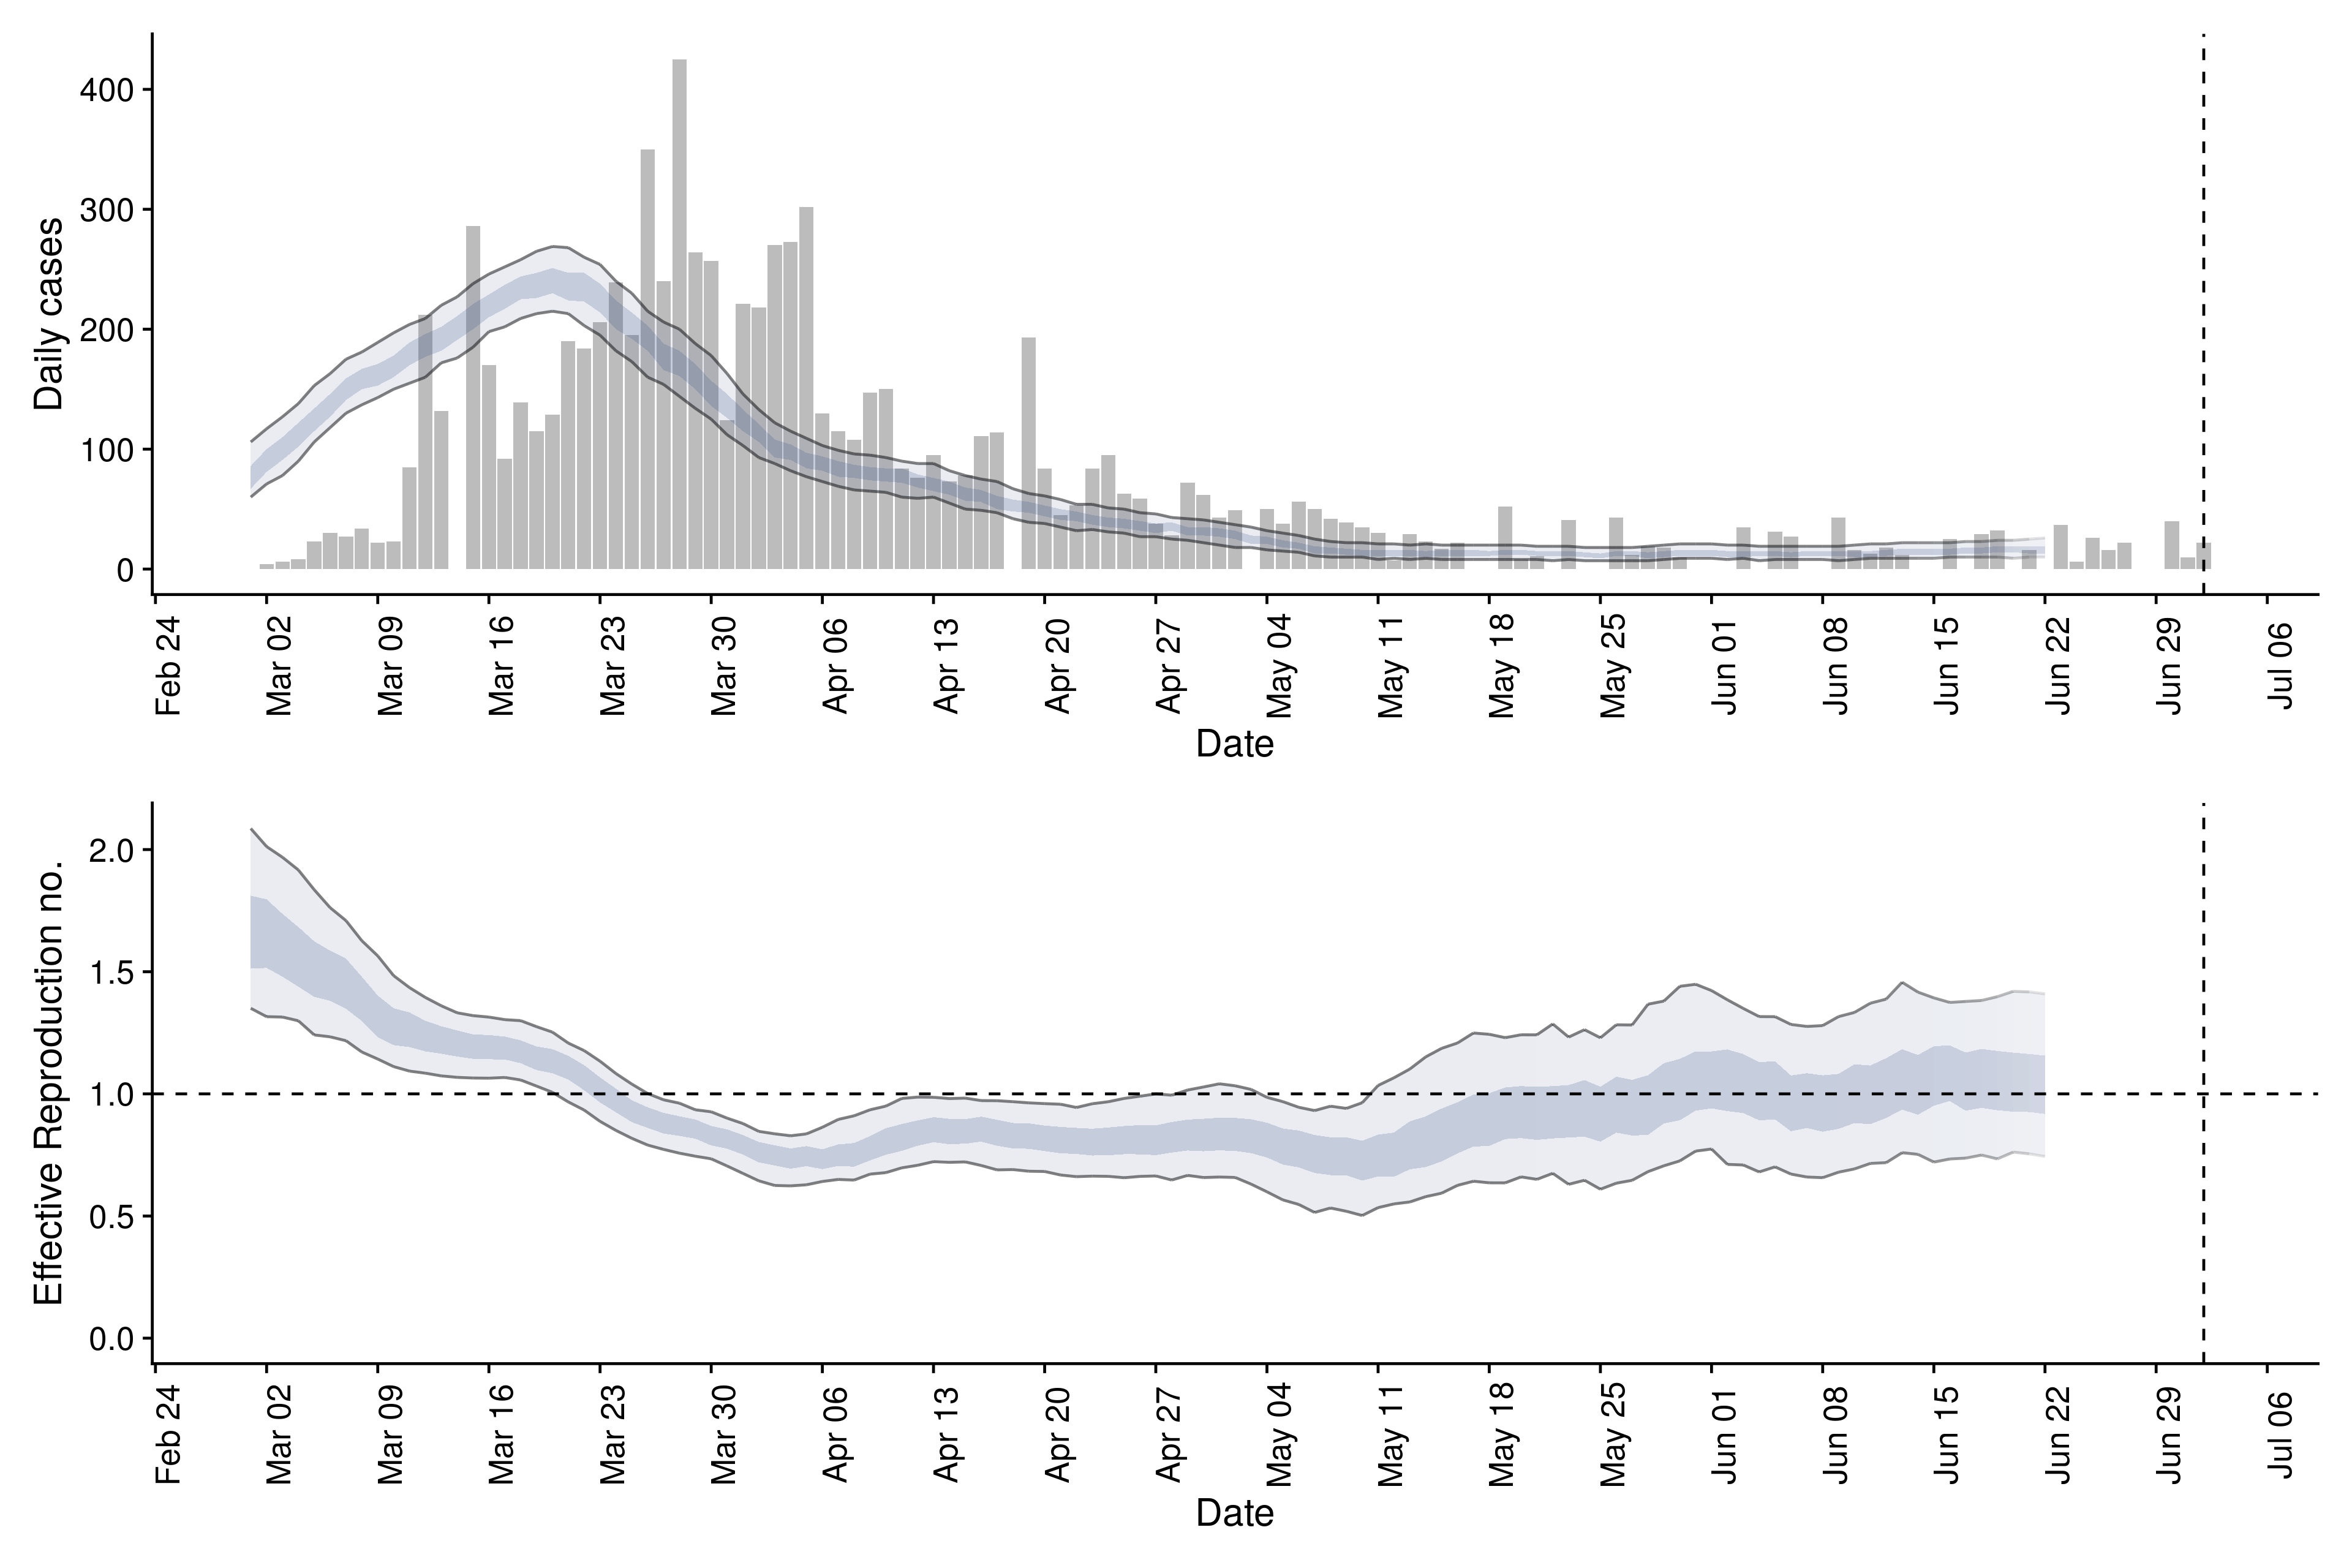 Daily cases
400
300
200
100
0
Feb 24
Mar 02
Mar 09
Mar 16
Mar 23
Mar 30
Apr 06
Apr 13
Apr 20
Apr 27
May 04
May 11
May 18
May 25
Jun 01
Jun 08
Jun 15
Jun 22
Jun 29
Jul 06
Date
Effective Reproduction no.
2.0
1.5
1.0
0.5
0.0
Feb 24
Mar 02
Mar 09
Mar 16
Mar 23
Mar 30
Apr 06
Apr 13
Apr 20
Apr 27
May 04
May 11
May 18
May 25
Jun 01
Jun 08
Jun 15
Jun 22
Jun 29
Jul 06
Date